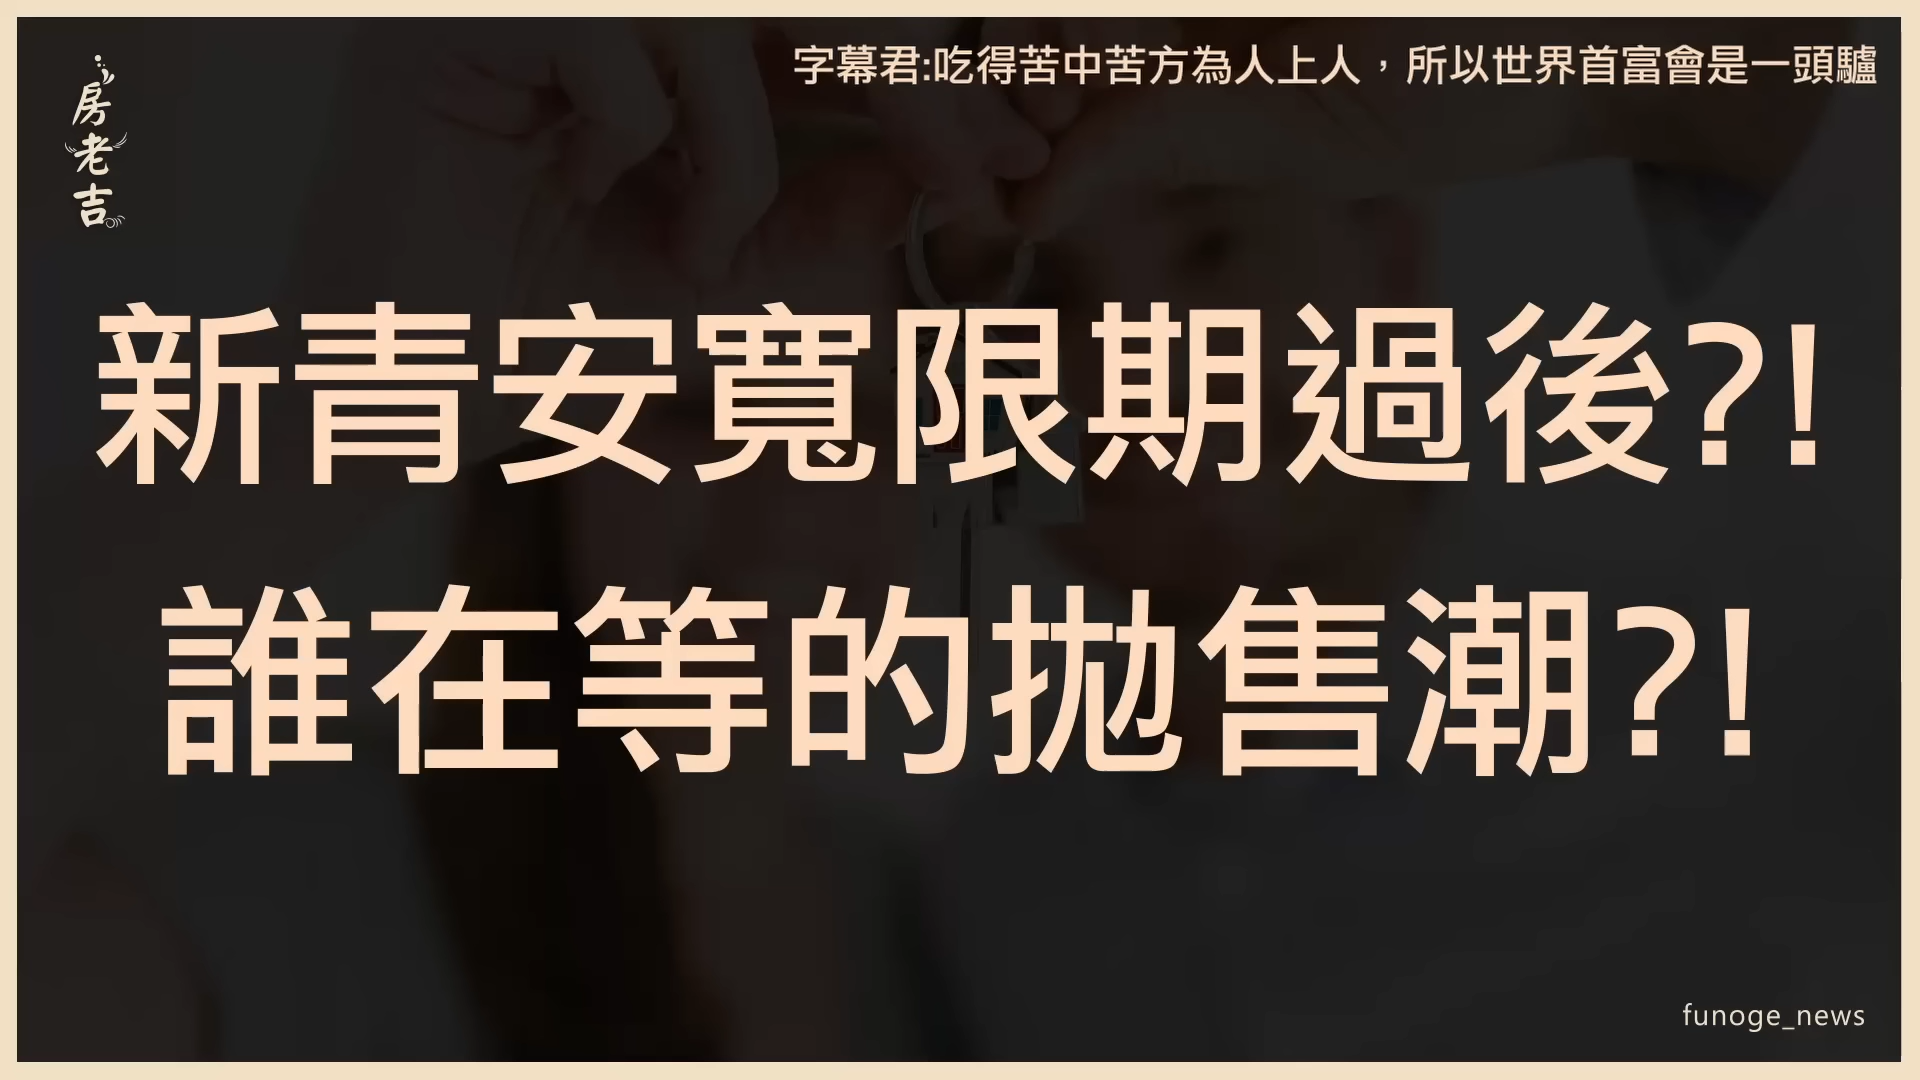 房老吉
字幕君:吃得苦中苦方為人上人，所以世界首富會是一頭驢
新青安寬限期過後?!
誰在等的拋售潮?!
funoge_news